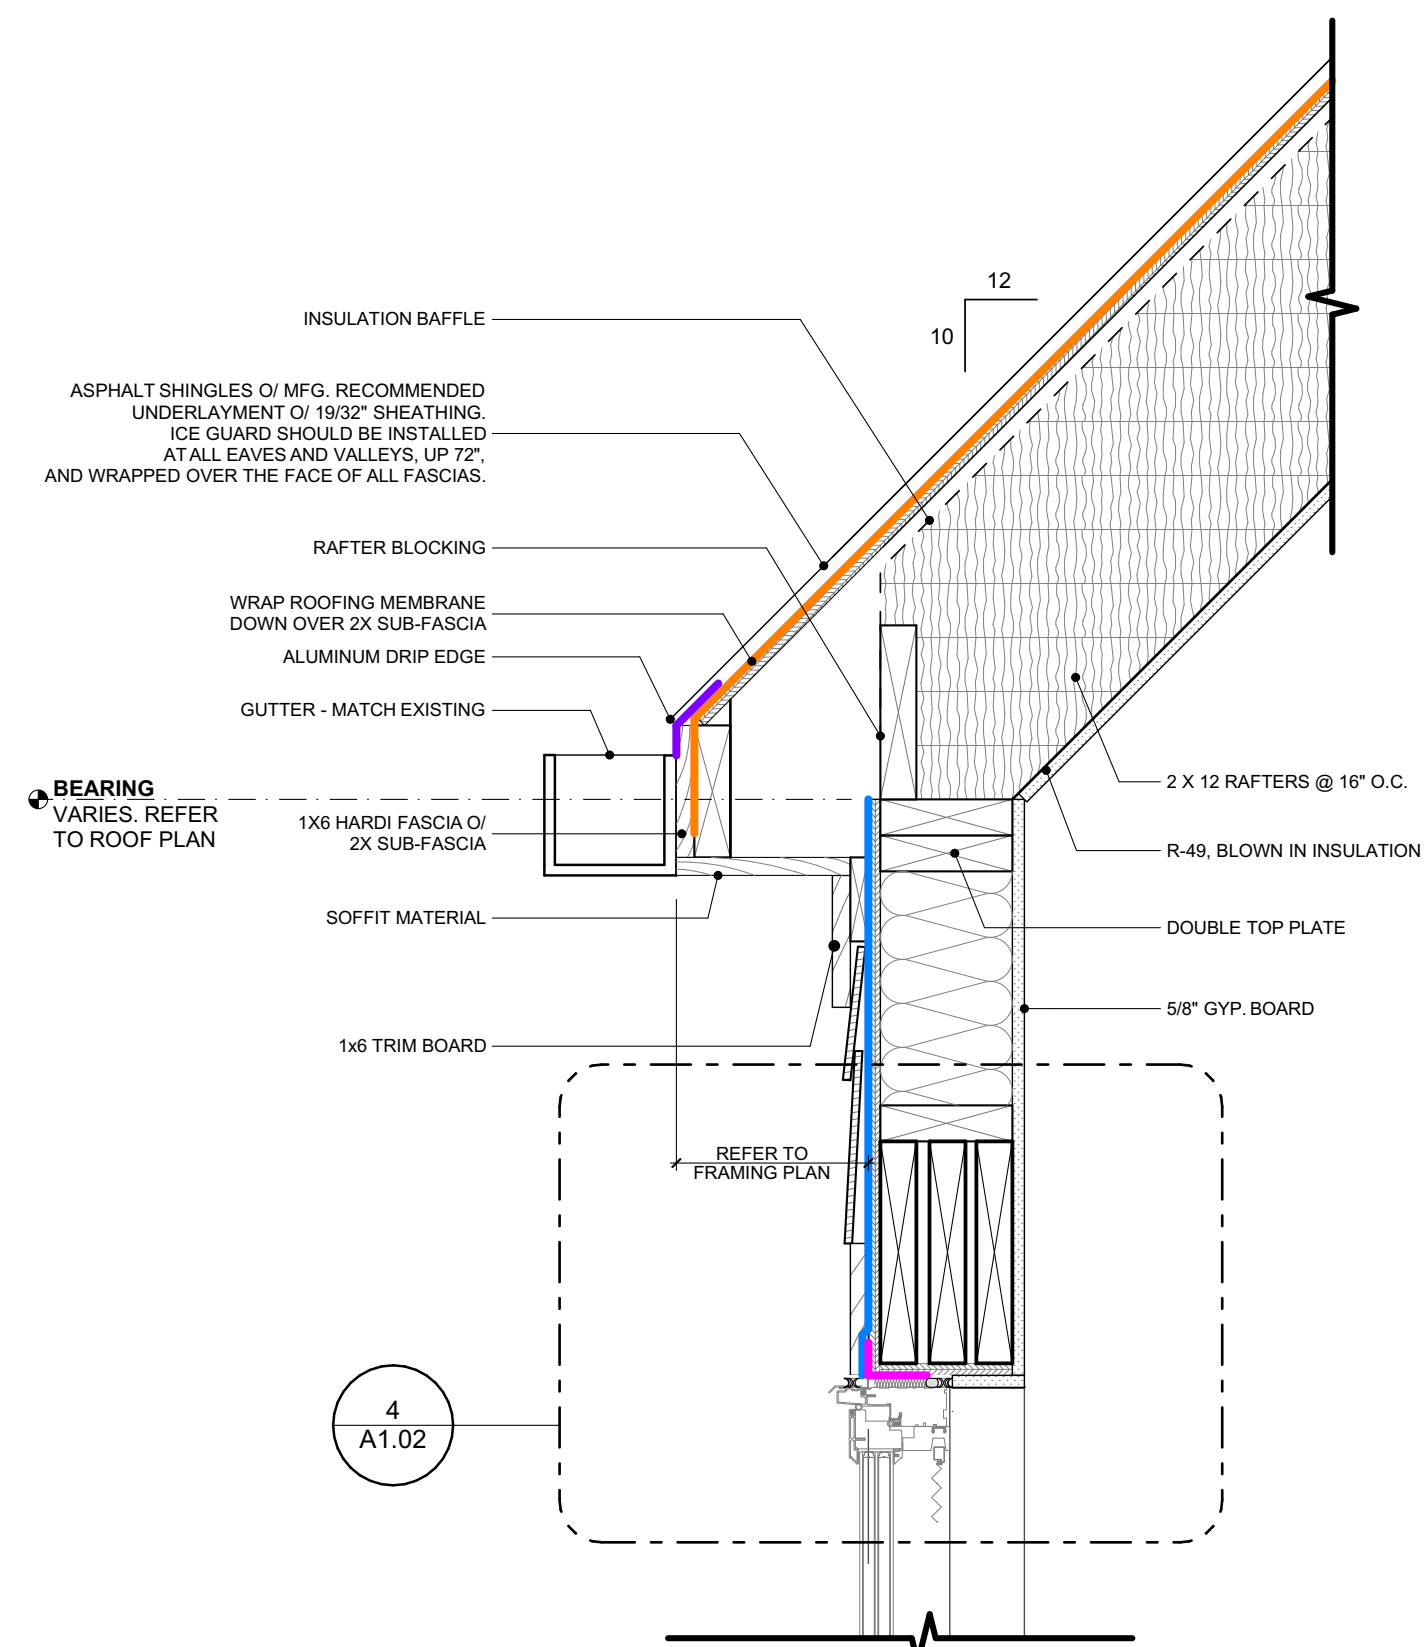 12
10
INSULATION BAFFLE
ASPHALT SHINGLES O/ MFG. RECOMMENDED
UNDERLAYMENT O/ 19/32" SHEATHING.
ICE GUARD SHOULD BE INSTALLED
AT ALL EAVES AND VALLEYS, UP 72",
AND WRAPPED OVER THE FACE OF ALL FASCIAS.
RAFTER BLOCKING
WRAP ROOFING MEMBRANE
DOWN OVER 2X SUB-FASCIA
ALUMINUM DRIP EDGE
GUTTER - MATCH EXISTING
BEARING
VARIES. REFER
TO ROOF PLAN
1X6 HARDI FASCIA O/
2X SUB-FASCIA
SOFFIT MATERIAL
1x6 TRIM BOARD
REFER TO
FRAMING PLAN
2 X 12 RAFTERS @ 16" O.C.
R-49, BLOWN IN INSULATION
DOUBLE TOP PLATE
5/8" GYP. BOARD
4
A1.02